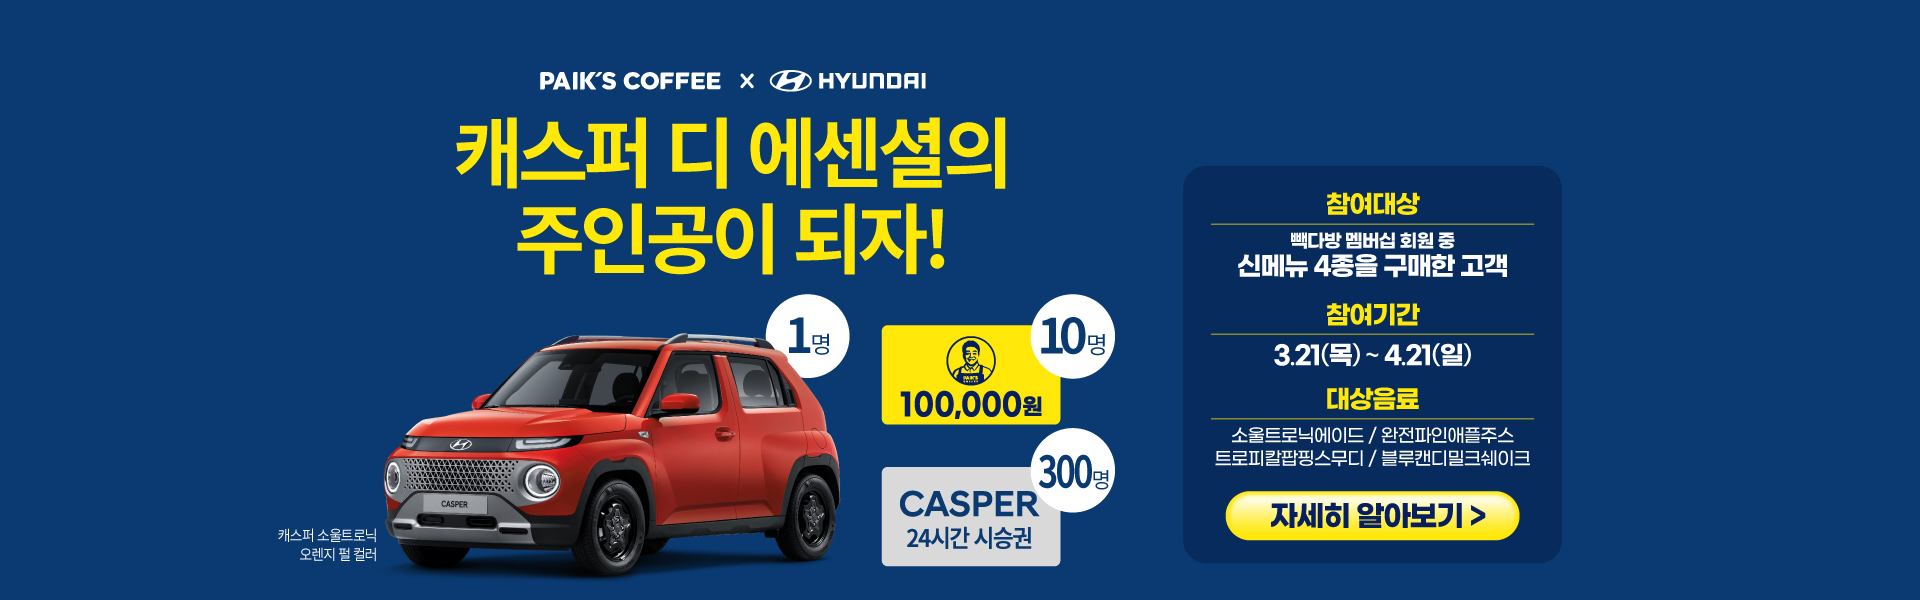 PAIK'S COFFEE × HYUNDAI
캐스퍼 디 에센셜의
주인공이 되자!
1명
10명
PAIK'S
COFFEE
100,000원
300명
CASPER
24시간 시승권
CASPER
캐스퍼 소울트로닉
오렌지 펄 컬러
참여대상
빽다방 멤버십 회원 중
신메뉴 4종을 구매한 고객
참여기간
3.21(목) ~ 4.21(일)
대상음료
소울트로닉에이드 / 완전파인애플주스
트로피칼팝핑스무디 / 블루캔디밀크쉐이크
자세히 알아보기 >